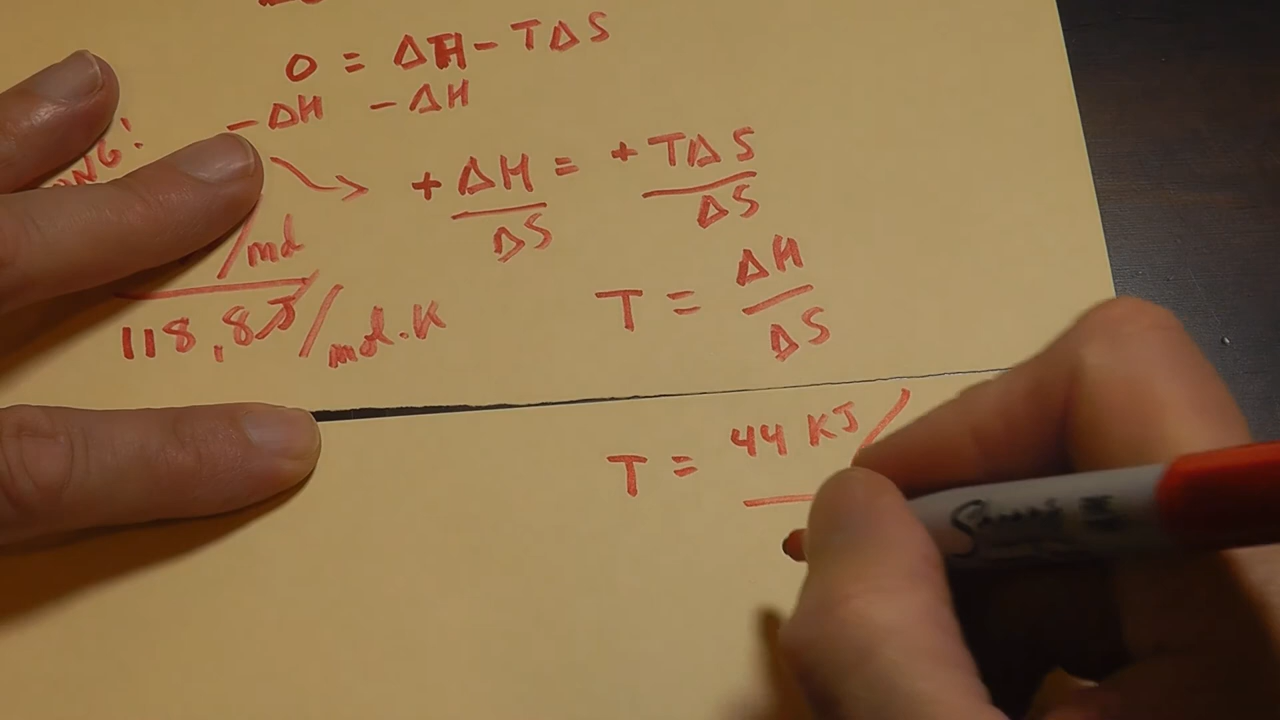 0 = ΔH - TΔS
-ΔH -ΔH
+ΔH = +TΔS
ΔS ΔS
/mol
118,8J/mol.K
T = ΔH
ΔS
T = 44 KJ/